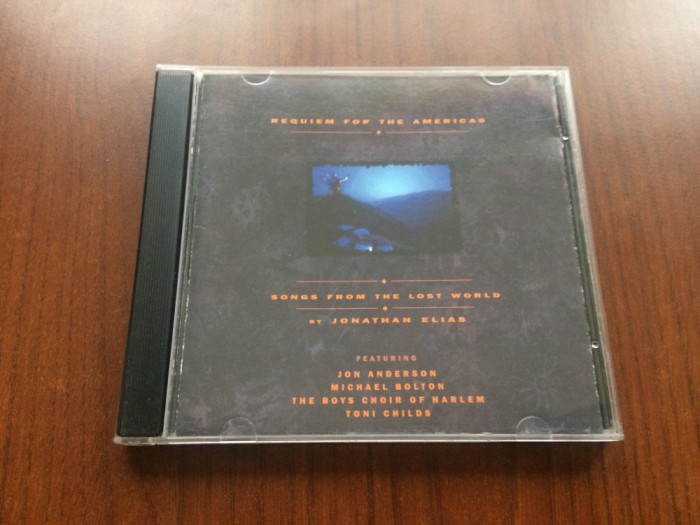 REQUIEM FOR THE AMERICAS
SONGS FROM THE LOST WORLD
BY JONATHAN ELIAS
FEATURING
JON ANDERSON
MICHAEL BOLTON
THE BOYS CHOIR OF HARLEM
TONI CHILDS